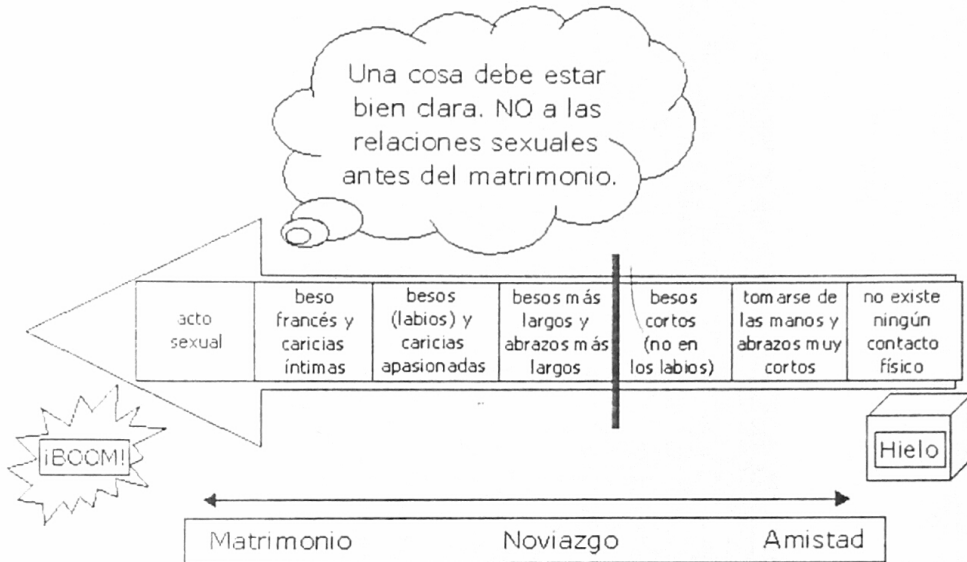 Una cosa debe estar
bien clara. NO a las
relaciones sexuales
antes del matrimonio.
acto
sexual
beso
francés y
caricias
íntimas
besos
(labios) y
caricias
apasionadas
besos más
largos y
abrazos más
largos
besos
cortos
(no en
los labios)
tomarse de
las manos y
abrazos muy
cortos
no existe
ningún
contacto
físico
¡BOOM!
Hielo
Matrimonio Noviazgo Amistad